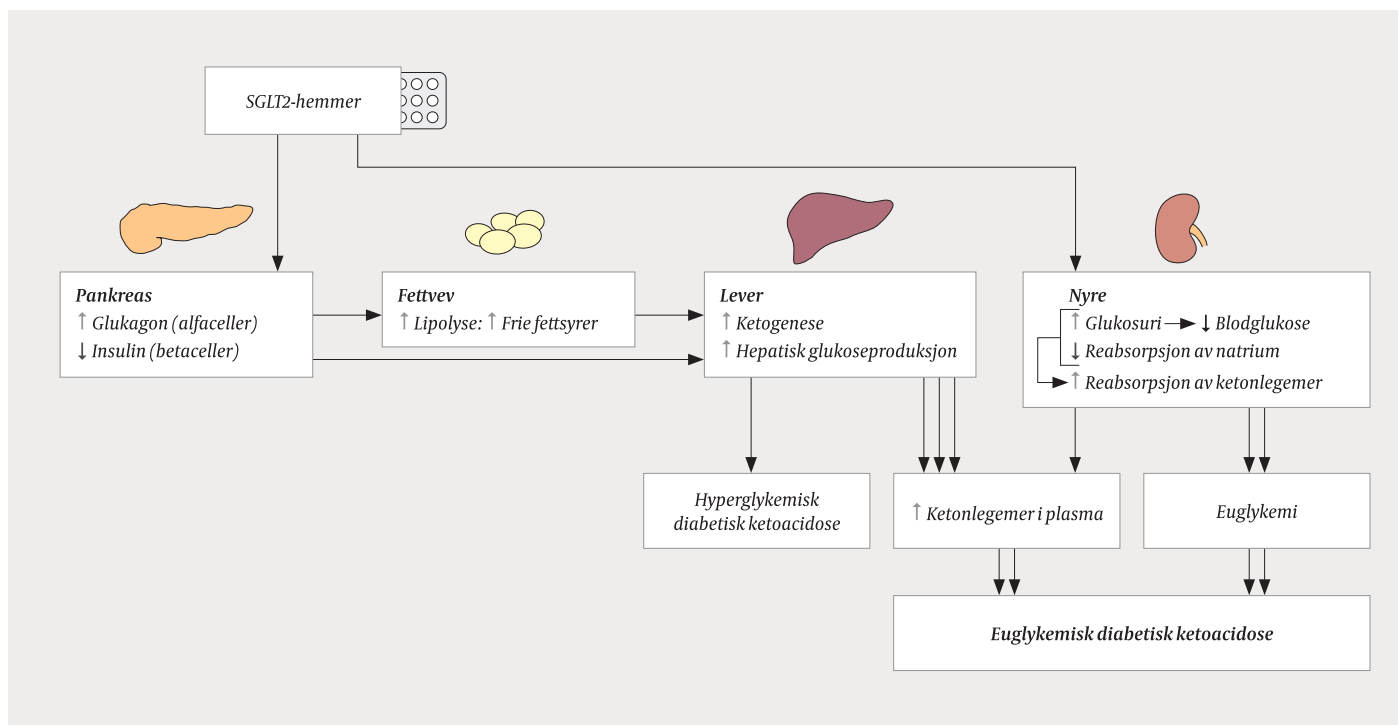 SGLT2-hemmer
Pankreas
↑ Glukagon (alfaceller)
↓ Insulin (betaceller)
Fettvev
↑ Lipolyse: ↑ Frie fettsyrer
Lever
↑ Ketogenese
↑ Hepatisk glukoseproduksjon
Nyre
↑ Glukosuri → ↓ Blodglukose
↓ Reabsorpsjon av natrium
↑ Reabsorpsjon av ketonlegemer
Hyperglykemisk
diabetisk ketoacidose
↑ Ketonlegemer i plasma
Euglykemi
Euglykemisk diabetisk ketoacidose